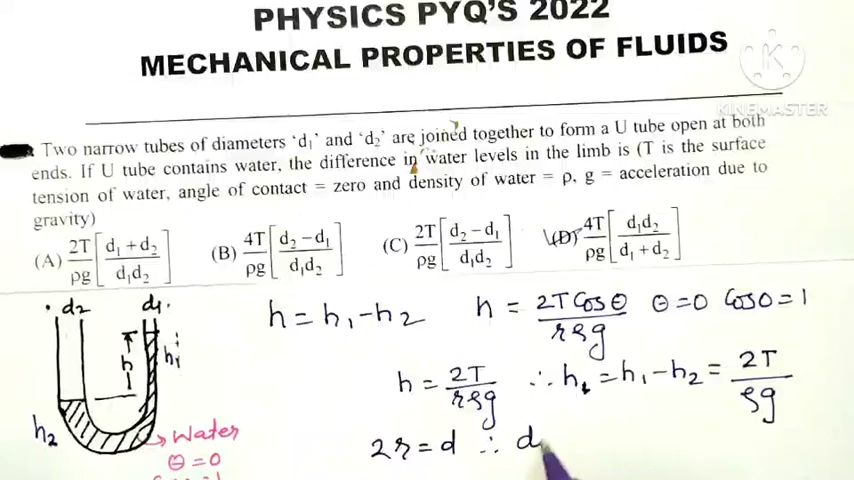 PHYSICS PYQ'S 2022
MECHANICAL PROPERTIES OF FLUIDS
K
KINEMASTER
Two narrow tubes of diameters 'd₁' and 'd₂' are joined together to form a U tube open at both
ends. If U tube contains water, the difference in water levels in the limb is (T is the surface
tension of water, angle of contact = zero and density of water = ρ, g = acceleration due to
gravity)
(A) 2T/ρg [d₁ + d₂ / d₁d₂] (B) 4T/ρg [d₂ – d₁ / d₁d₂] (C) 2T/ρg [d₂ – d₁ / d₁d₂] (D) 4T/ρg [d₁d₂ / d₁ + d₂]
d₂ d₁
h = h₁ - h₂ h = 2T Cosθ / rρg θ = 0 Cos0 = 1
h h₁
h = 2T / rρg ∴ h = h₁ - h₂ = 2T / ρg
h₂
Water
2r = d ∴ d
θ = 0